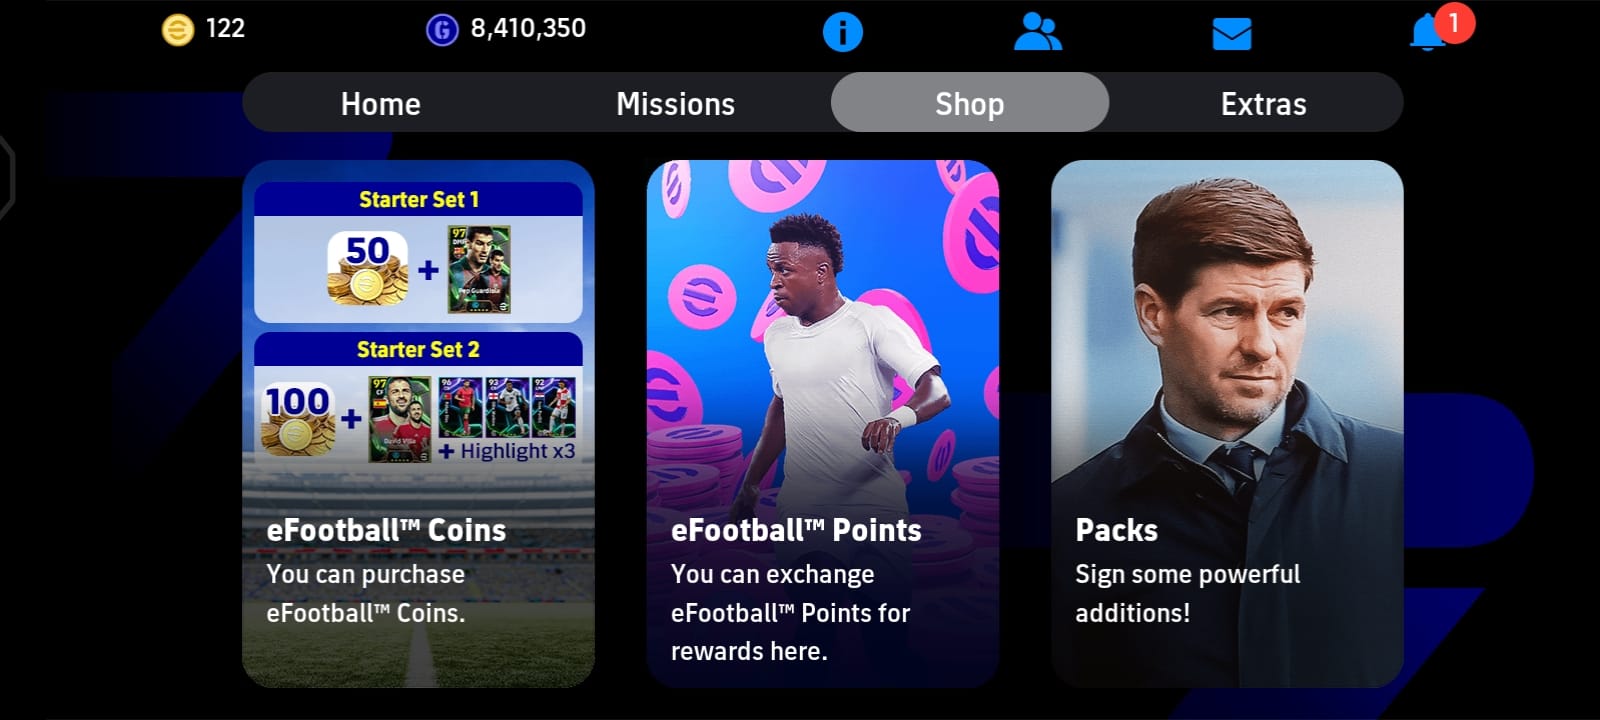 122
8,410,350
1
Home
Missions
Shop
Extras
Starter Set 1
50
+
97
DMF
Pep Guardiola
Starter Set 2
100
+
97
CF
David Villa
96
93
92
+ Highlight x3
eFootball™ Coins
You can purchase
eFootball™ Coins.
eFootball™ Points
You can exchange
eFootball™ Points for
rewards here.
Packs
Sign some powerful
additions!